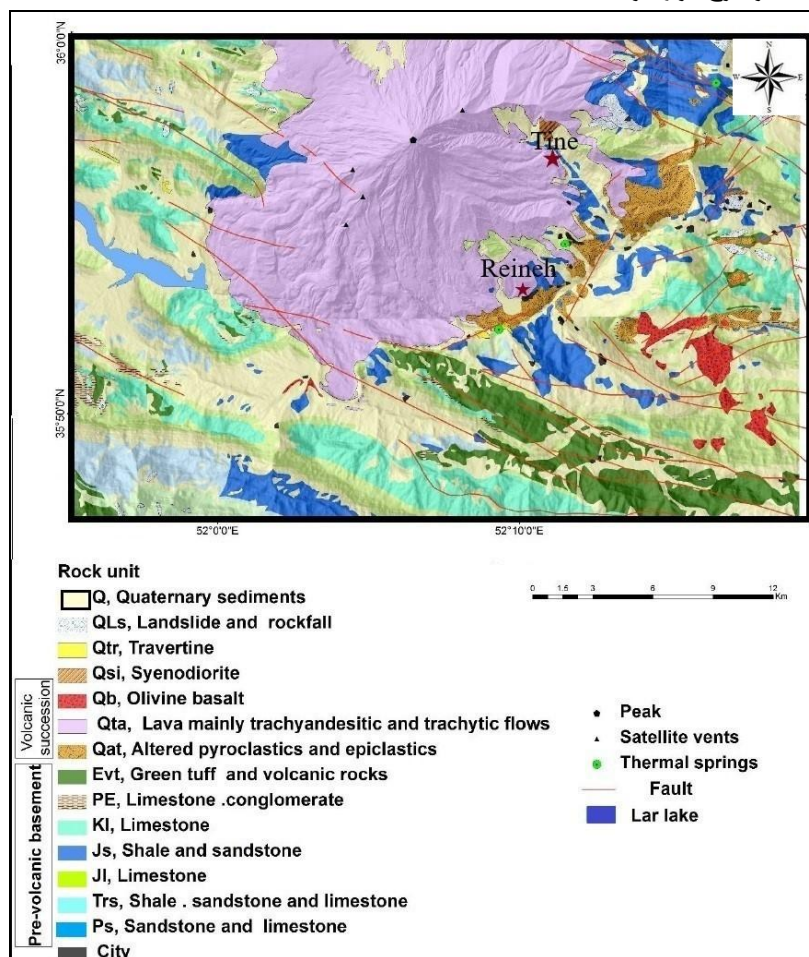 36°0'0"N
N
W E
S
Tine
Reineh
35°50'0"N
52°0'0"E 52°10'0"E
Rock unit
Q, Quaternary sediments
QLs, Landslide and rockfall
Qtr, Travertine
Qsi, Syenodiorite
Qb, Olivine basalt
Qta, Lava mainly trachyandesitic and trachytic flows
Qat, Altered pyroclastics and epiclastics
Evt, Green tuff and volcanic rocks
PE, Limestone .conglomerate
Kl, Limestone
Js, Shale and sandstone
Jl, Limestone
Trs, Shale . sandstone and limestone
Ps, Sandstone and limestone
City
Volcanic
succession
Pre-volcanic basement
0 1.5 3 6 9 12
Km
Peak
Satellite vents
Thermal springs
Fault
Lar lake